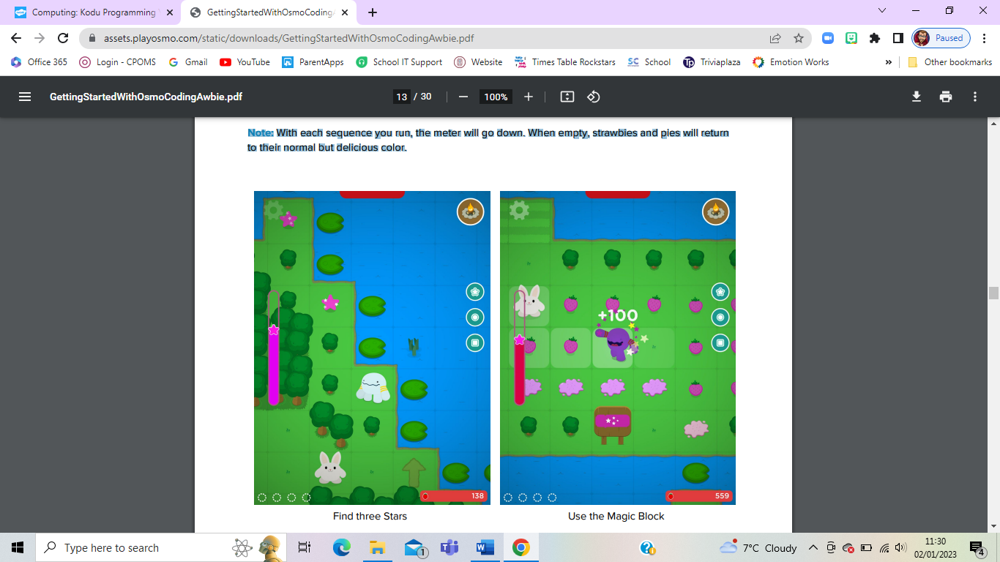 Computing: Kodu Programming
GettingStartedWithOsmoCodingA
assets.playosmo.com/static/downloads/GettingStartedWithOsmoCodingAwbie.pdf
Paused
Office 365
Login - CPOMS
Gmail
YouTube
ParentApps
School IT Support
Website
Times Table Rockstars
School
Triviaplaza
Emotion Works
»
Other bookmarks
GettingStartedWithOsmoCodingAwbie.pdf
13 / 30
100%
Note: With each sequence you run, the meter will go down. When empty, strawbies and pies will return
to their normal but delicious color.
+100
138
559
Find three Stars
Use the Magic Block
Type here to search
1
7°C Cloudy
11:30
02/01/2023
4